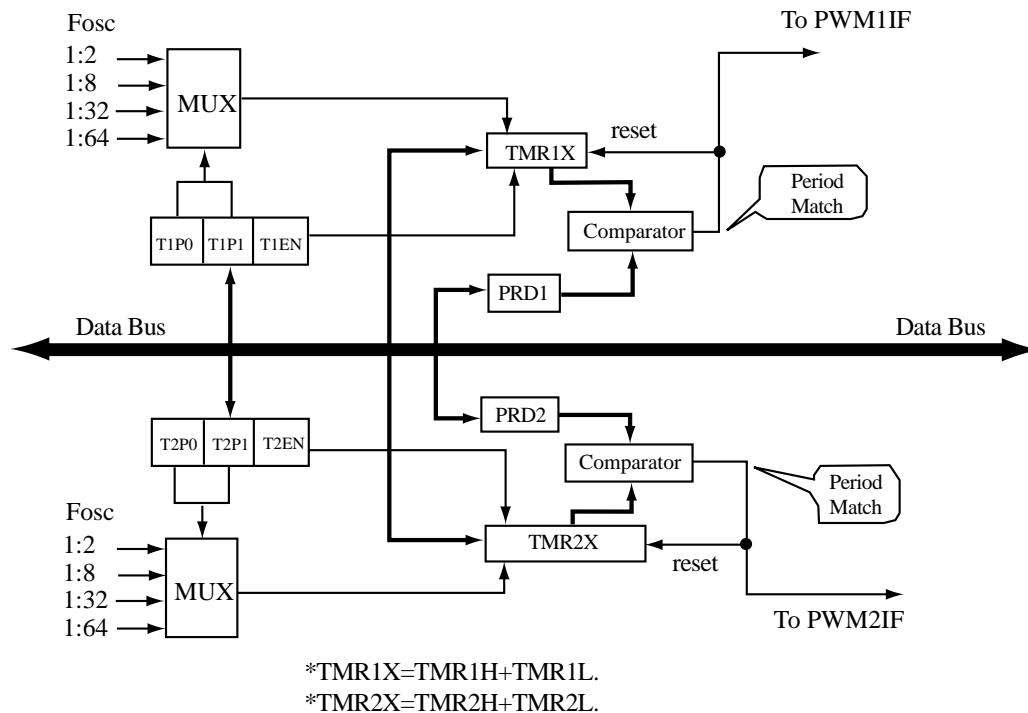 Fosc
To PWM1IF
1:2
1:8
MUX
1:32
1:64
reset
TMR1X
Period
Match
T1P0 T1P1 T1EN
Comparator
PRD1
Data Bus
Data Bus
PRD2
T2P0 T2P1 T2EN
Comparator
Period
Match
Fosc
TMR2X
1:2
reset
1:8
MUX
1:32
1:64
To PWM2IF
*TMR1X=TMR1H+TMR1L.
*TMR2X=TMR2H+TMR2L.